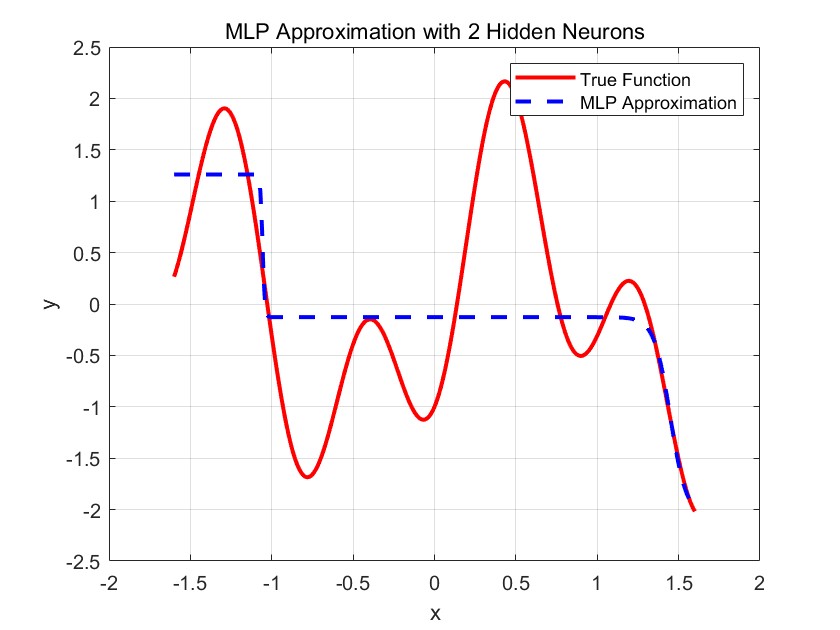 MLP Approximation with 2 Hidden Neurons
True Function
MLP Approximation
2.5
2
1.5
1
0.5
0
-0.5
-1
-1.5
-2
-2.5
y
-2 -1.5 -1 -0.5 0 0.5 1 1.5 2
x